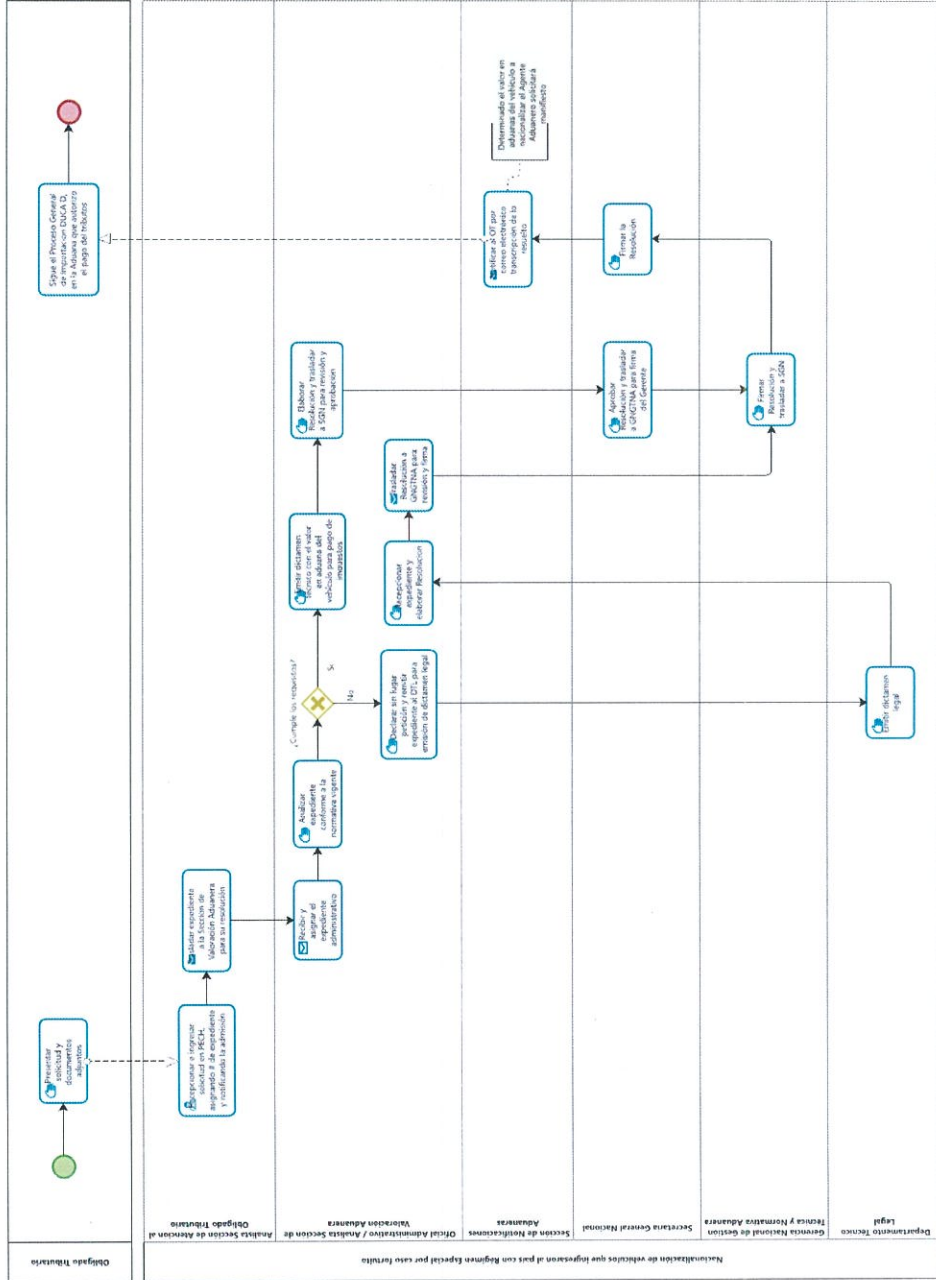 Obligado Tributario
Presentar
solicitud y
documentos
adjuntos
Sigue el Proceso General
de Importación DUCA D,
en la Aduana que autorizo
el pago del tributos
Nacionalización de vehículos que ingresaron al país con Régimen Especial por caso fortuito
Analista Sección de Atención al
Obligado Tributario
Recepcionar e ingresar
solicitud en PECH,
asignando # de expediente
y notificando la admisión
Trasladar expediente
a la Sección de
Valoración Aduanera
para su resolución
Oficial Administrativo / Analista de Sección de
Valoración Aduanera
Recibir y
asignar el
expediente
administrativo
Analizar
expediente
conforme a la
normativa vigente
¿Cumple los requisitos?
Si
No
Emitir dictamen
técnico con el valor
en aduana del
vehículo para pago de
impuestos
Elaborar
Resolución y trasladar
a SGN para revisión y
aprobación
Declarar sin lugar
petición y remitir
expediente al DTL para
emisión de dictamen legal
Recepcionar
expediente y
elaborar Resolución
Trasladar
Resolución a
GNGTNA para
revisión y firma
Sección de Notificaciones
Aduaneras
Notificar al OT por
correo electrónico
transcripción de lo
resuelto
Determinado el valor en
aduanas del vehículo a
nacionalizar el Agente
Aduanero solicitará
manifiesto
Secretaria General Nacional
Aprobar
Resolución y trasladar
a GNGTNA para firma
del Gerente
Firmar la
Resolución
Gerencia Nacional de Gestión
Técnica y Normativa Aduanera
Firmar
Resolución y
trasladar a SGN
Departamento Técnico
Legal
Emitir dictamen
legal